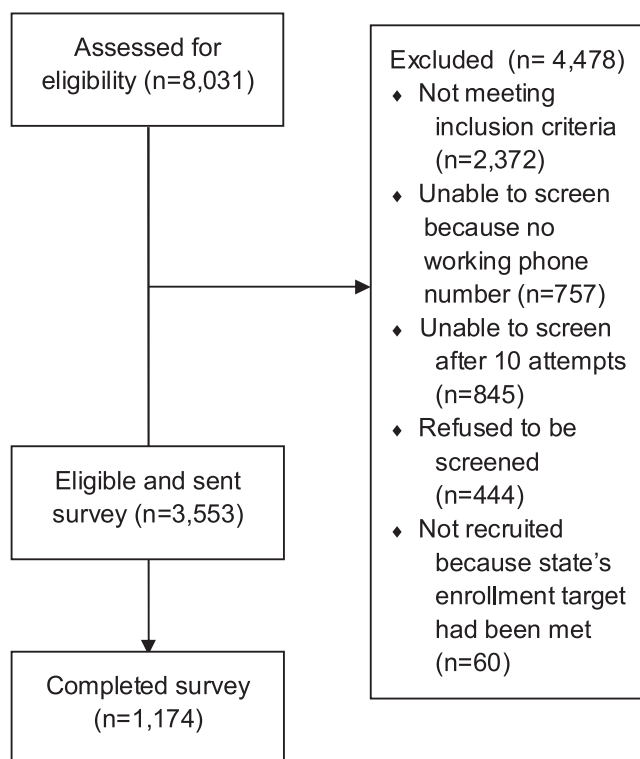 Assessed for
eligibility (n=8,031)
Excluded (n= 4,478)
♦ Not meeting
inclusion criteria
(n=2,372)
♦ Unable to screen
because no
working phone
number (n=757)
♦ Unable to screen
after 10 attempts
(n=845)
♦ Refused to be
screened
(n=444)
♦ Not recruited
because state’s
enrollment target
had been met
(n=60)
Eligible and sent
survey (n=3,553)
Completed survey
(n=1,174)